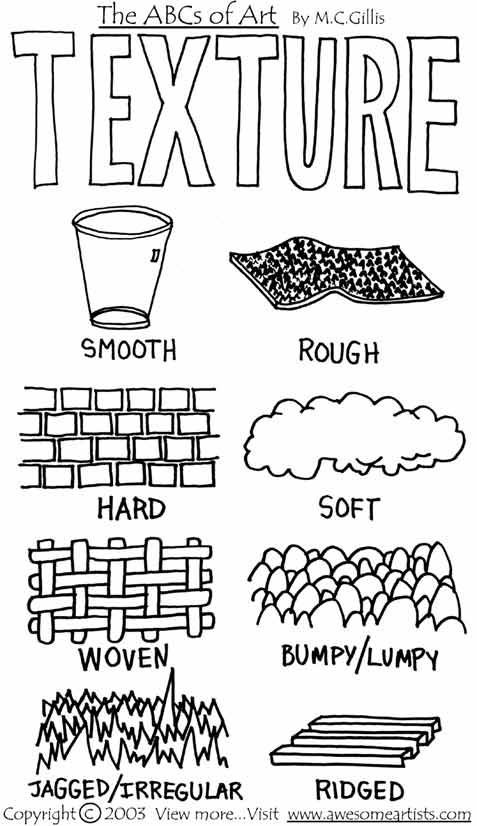 The ABCs of Art By M.C.Gillis
TEXTURE
SMOOTH ROUGH
HARD SOFT
WOVEN BUMPY/LUMPY
JAGGED/IRREGULAR RIDGED
Copyright © 2003 View more...Visit www.awesomeartists.com